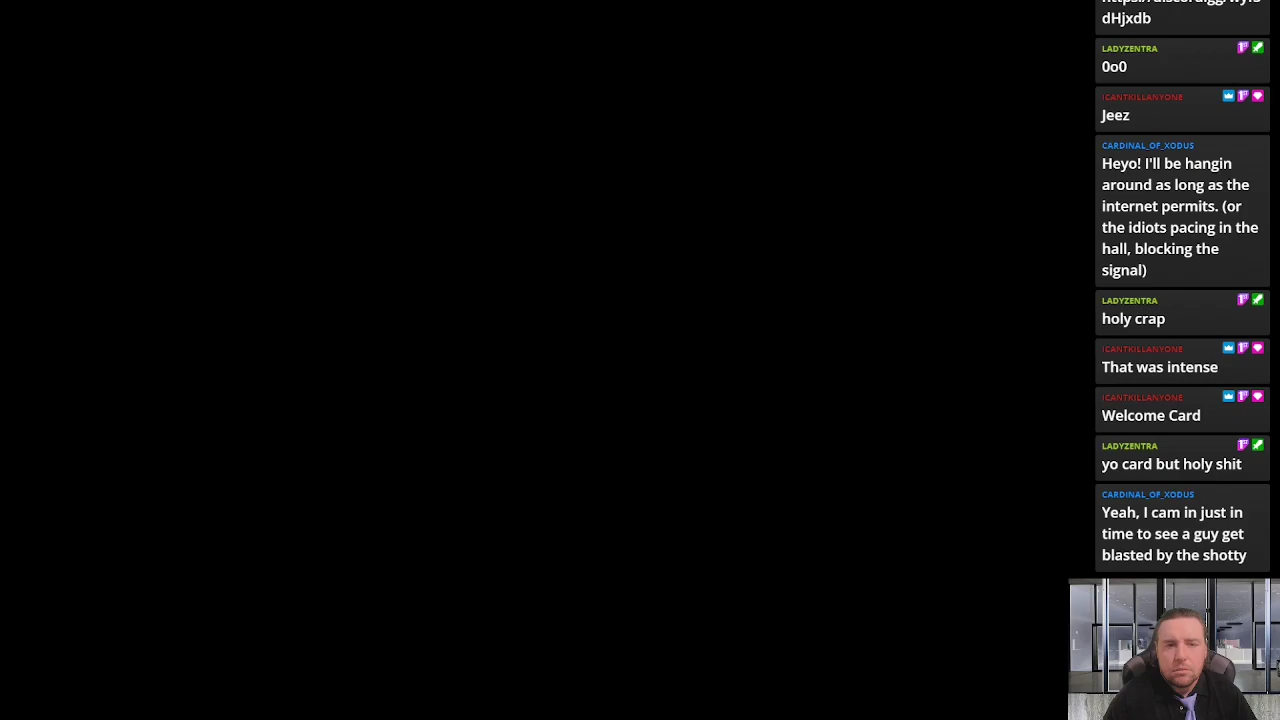 dHjxdb
LADYZENTRA
0o0
ICANTKILLANYONE
Jeez
CARDINAL_OF_XODUS
Heyo! I'll be hangin
around as long as the
internet permits. (or
the idiots pacing in the
hall, blocking the
signal)
LADYZENTRA
holy crap
ICANTKILLANYONE
That was intense
ICANTKILLANYONE
Welcome Card
LADYZENTRA
yo card but holy shit
CARDINAL_OF_XODUS
Yeah, I cam in just in
time to see a guy get
blasted by the shotty